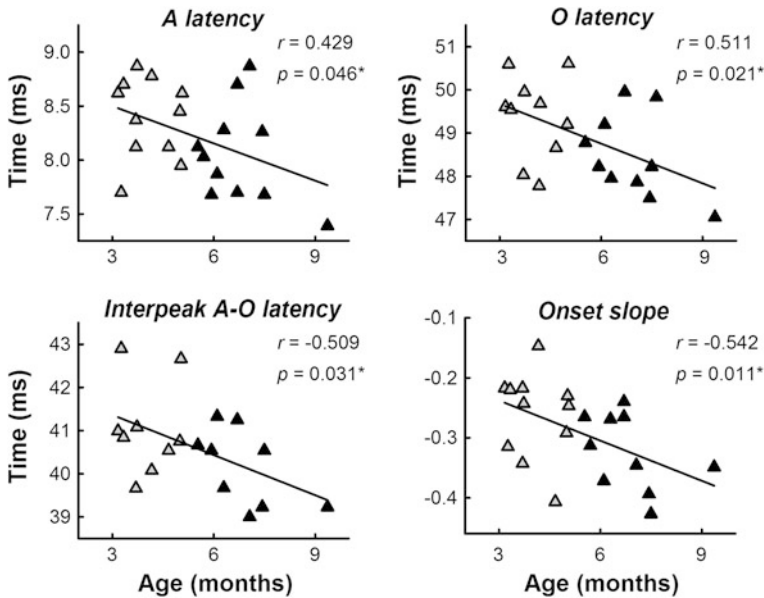 A latency
r = 0.429
p = 0.046*
Time (ms)
9.0
8.5
8.0
7.5
3 6 9
O latency
r = 0.511
p = 0.021*
Time (ms)
51
50
49
48
47
3 6 9
Interpeak A-O latency
r = -0.509
p = 0.031*
Time (ms)
43
42
41
40
39
3 6 9
Age (months)
Onset slope
r = -0.542
p = 0.011*
-0.1
-0.2
-0.3
-0.4
3 6 9
Age (months)